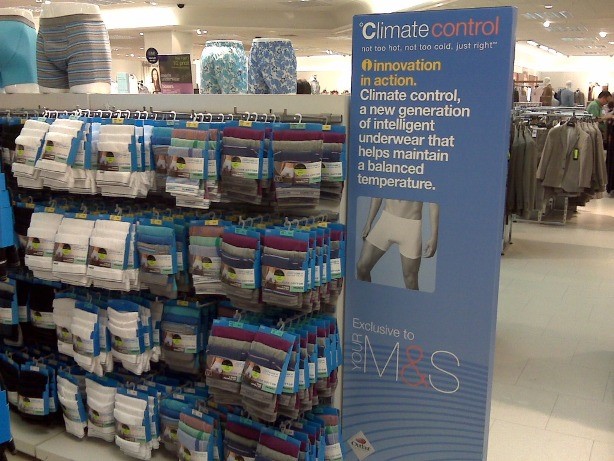 °Climate control
not too hot. not too cold. just right™
innovation
in action.
Climate control,
a new generation
of intelligent
underwear that
helps maintain
a balanced
temperature.
Exclusive to
YOUR
M&S